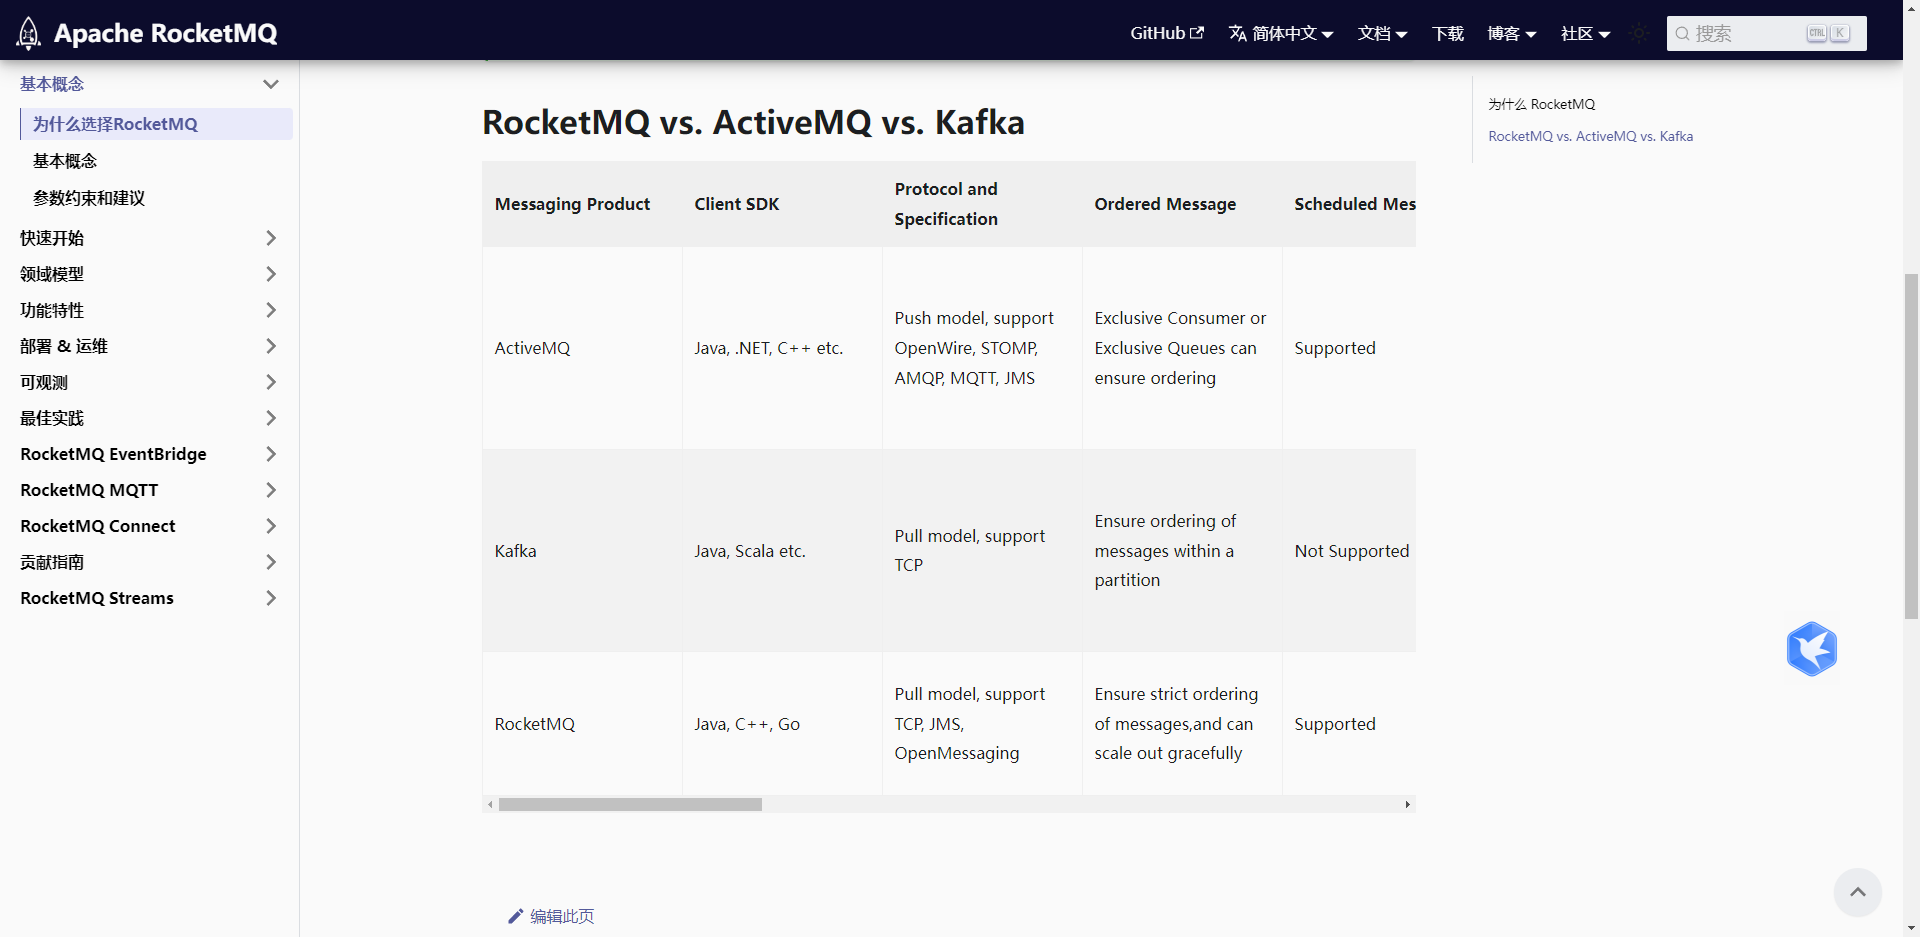 Apache RocketMQ
GitHub 简体中文 文档 下载 博客 社区 搜索 CTRL K
基本概念
为什么选择RocketMQ
基本概念
参数约束和建议
快速开始
领域模型
功能特性
部署 & 运维
可观测
最佳实践
RocketMQ EventBridge
RocketMQ MQTT
RocketMQ Connect
贡献指南
RocketMQ Streams
RocketMQ vs. ActiveMQ vs. Kafka
Messaging Product
Client SDK
Protocol and
Specification
Ordered Message
Scheduled Mes
ActiveMQ
Java, .NET, C++ etc.
Push model, support
OpenWire, STOMP,
AMQP, MQTT, JMS
Exclusive Consumer or
Exclusive Queues can
ensure ordering
Supported
Kafka
Java, Scala etc.
Pull model, support
TCP
Ensure ordering of
messages within a
partition
Not Supported
RocketMQ
Java, C++, Go
Pull model, support
TCP, JMS,
OpenMessaging
Ensure strict ordering
of messages,and can
scale out gracefully
Supported
编辑此页
为什么 RocketMQ
RocketMQ vs. ActiveMQ vs. Kafka